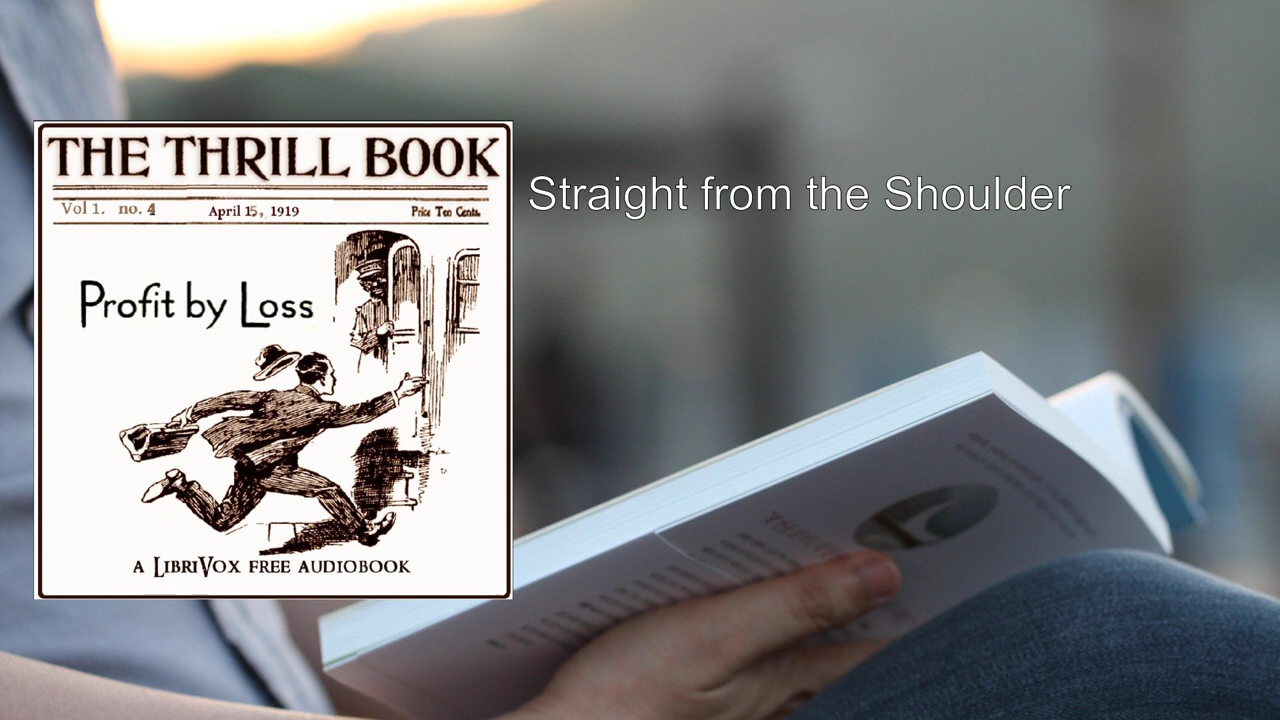 THE THRILL BOOK
Vol 1. no. 4 April 15, 1919 Price Ten Cents.
Straight from the Shoulder
Profit by Loss
A LIBRIVOX FREE AUDIOBOOK